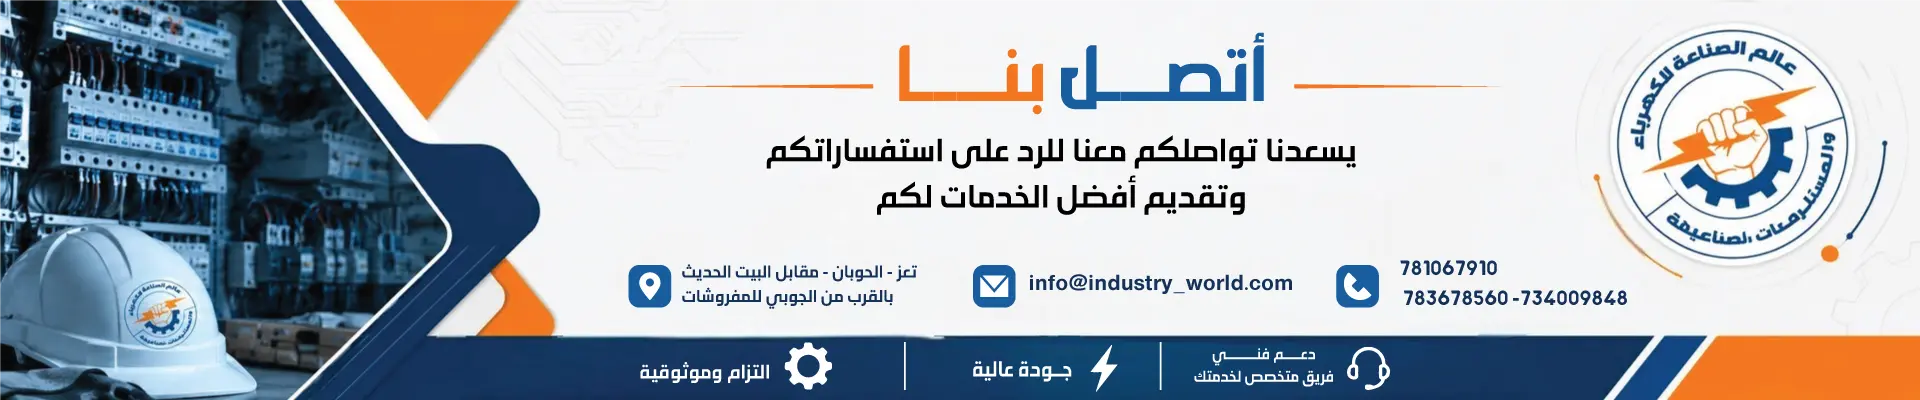 أتصل بنا
يسعدنا تواصلكم معنا للرد على استفساراتكم
وتقديم أفضل الخدمات لكم
عالم الصناعة للكهرباء
والمستلزمات الصناعية
781067910
783678560 -734009848
info@industry_world.com
تعز - الحوبان - مقابل البيت الحديث
بالقرب من الجوبي للمفروشات
دعم فني
فريق متخصص لخدمتك
جودة عالية
التزام وموثوقية